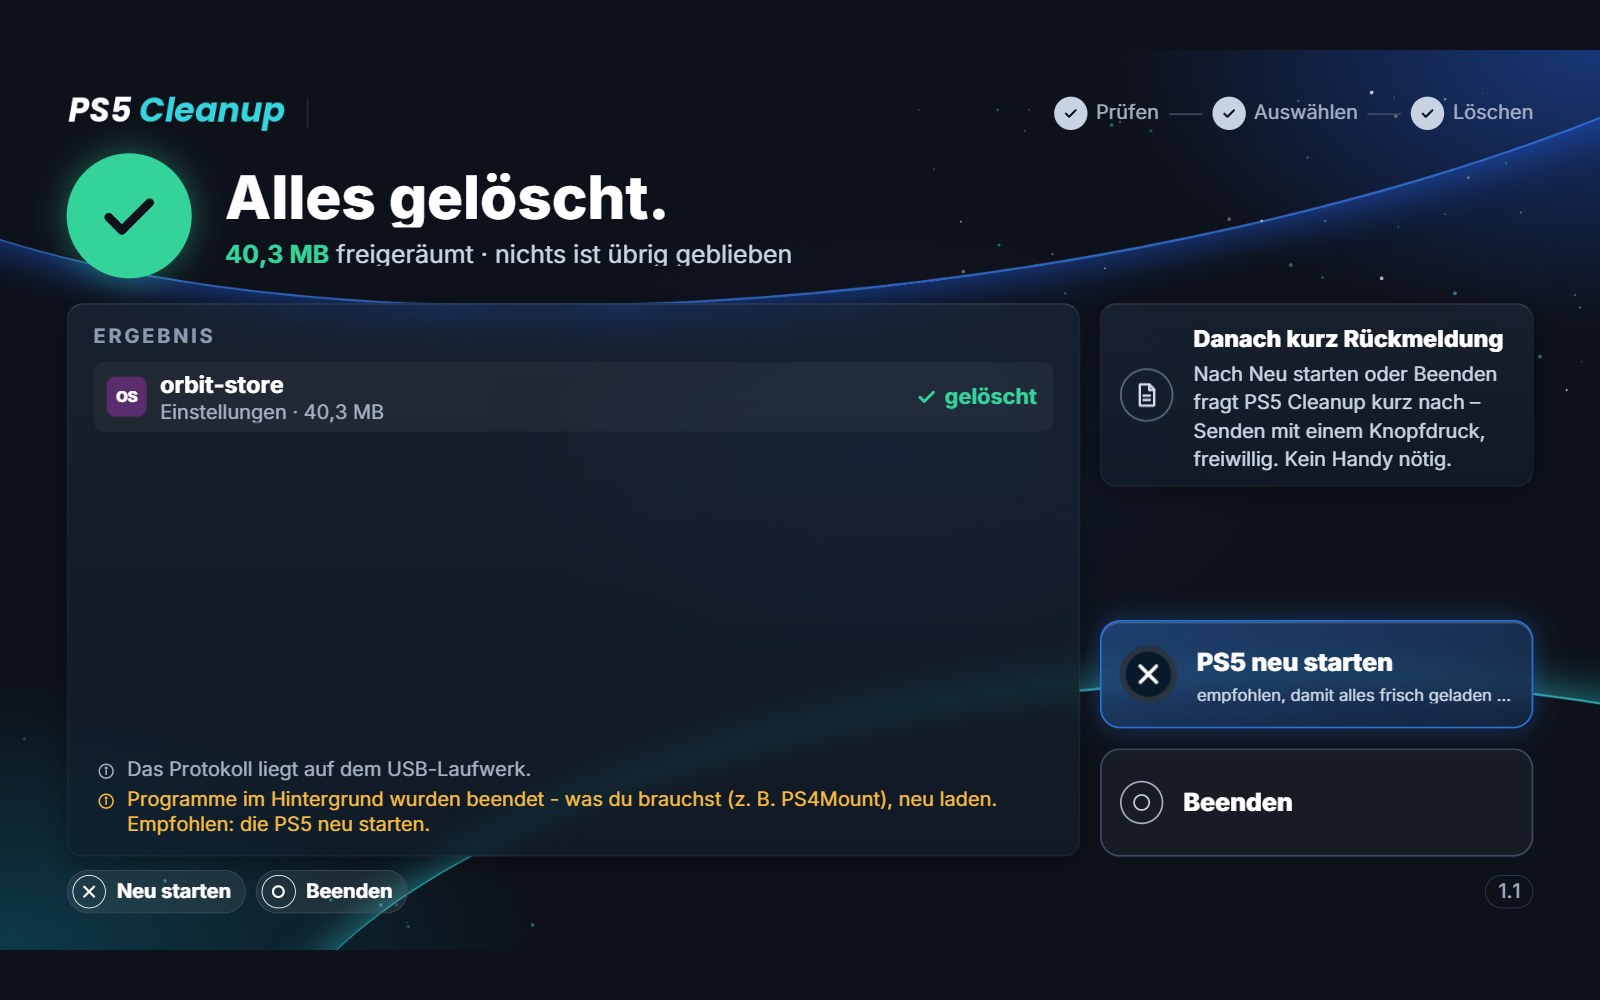 PS5 Cleanup
Prüfen
Auswählen
Löschen
Alles gelöscht.
40,3 MB freigeräumt · nichts ist übrig geblieben
ERGEBNIS
OS
orbit-store
Einstellungen · 40,3 MB
gelöscht
Das Protokoll liegt auf dem USB-Laufwerk.
Programme im Hintergrund wurden beendet - was du brauchst (z. B. PS4Mount), neu laden.
Empfohlen: die PS5 neu starten.
Danach kurz Rückmeldung
Nach Neu starten oder Beenden
fragt PS5 Cleanup kurz nach –
Senden mit einem Knopfdruck,
freiwillig. Kein Handy nötig.
PS5 neu starten
empfohlen, damit alles frisch geladen ...
Beenden
Neu starten
Beenden
1.1